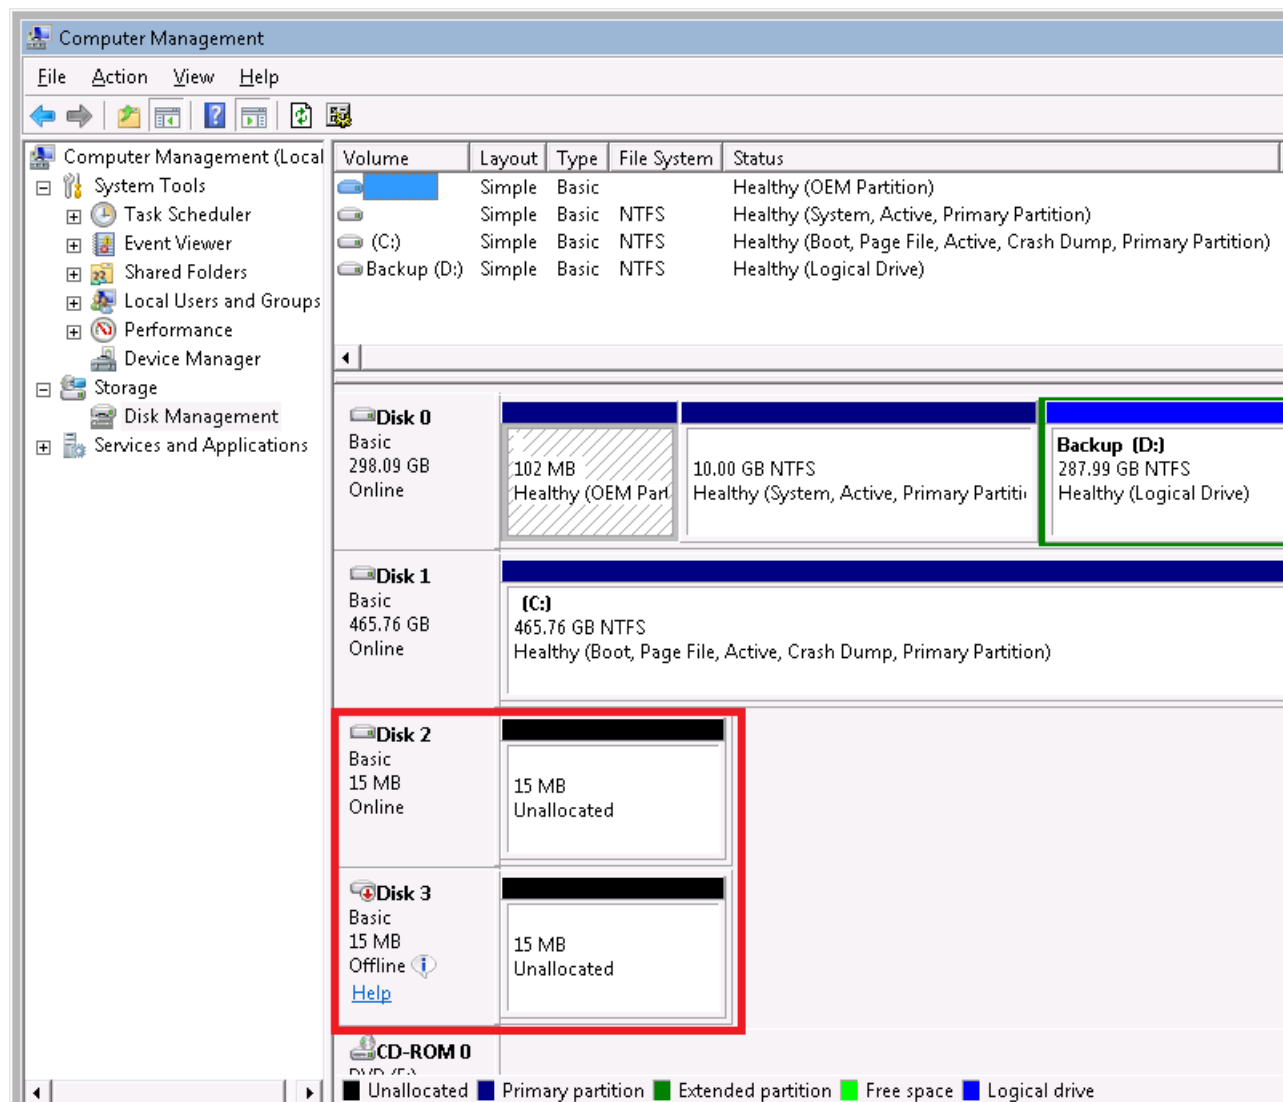 Computer Management
File Action View Help
Computer Management (Local
System Tools
Task Scheduler
Event Viewer
Shared Folders
Local Users and Groups
Performance
Device Manager
Storage
Disk Management
Services and Applications
Volume Layout Type File System Status
Simple Basic Healthy (OEM Partition)
Simple Basic NTFS Healthy (System, Active, Primary Partition)
(C:) Simple Basic NTFS Healthy (Boot, Page File, Active, Crash Dump, Primary Partition)
Backup (D:) Simple Basic NTFS Healthy (Logical Drive)
Disk 0
Basic
298.09 GB
Online
102 MB
Healthy (OEM Part
10.00 GB NTFS
Healthy (System, Active, Primary Partiti
Backup (D:)
287.99 GB NTFS
Healthy (Logical Drive)
Disk 1
Basic
465.76 GB
Online
(C:)
465.76 GB NTFS
Healthy (Boot, Page File, Active, Crash Dump, Primary Partition)
Disk 2
Basic
15 MB
Online
15 MB
Unallocated
Disk 3
Basic
15 MB
Offline
Help
15 MB
Unallocated
CD-ROM 0
Unallocated Primary partition Extended partition Free space Logical drive